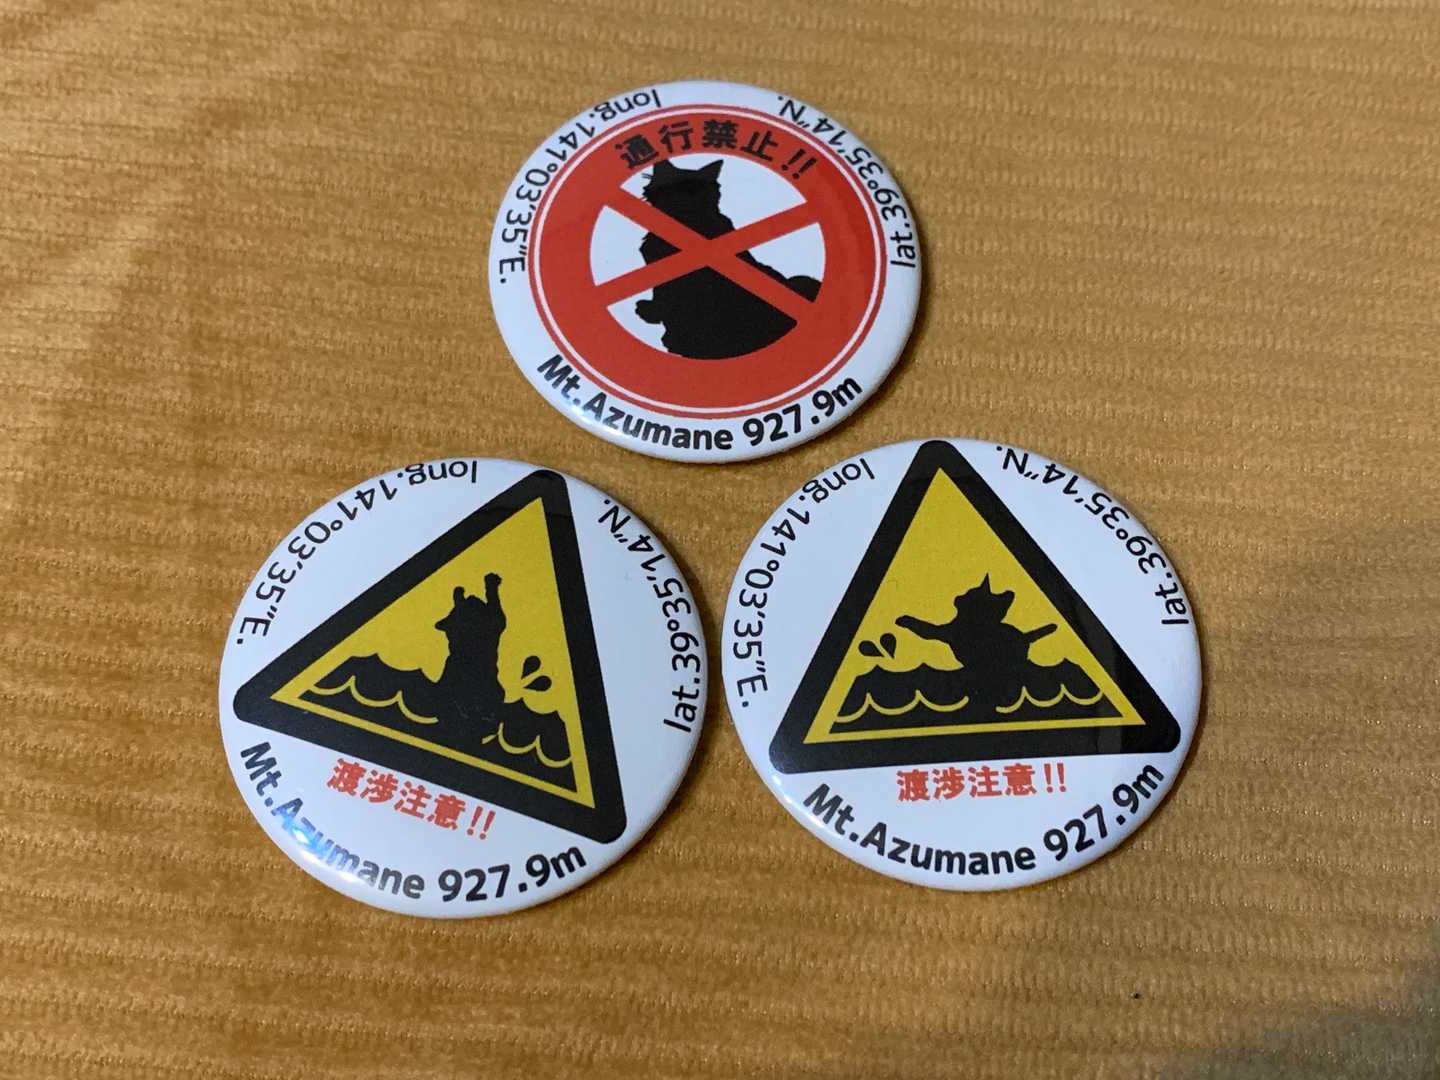 long.141°03′35″E.
lat.39°35′14″N.
通行禁止!!
Mt.Azumane 927.9m
long.141°03′35″E.
lat.39°35′14″N.
渡渉注意!!
Mt.Azumane 927.9m
long.141°03′35″E.
lat.39°35′14″N.
渡渉注意!!
Mt.Azumane 927.9m